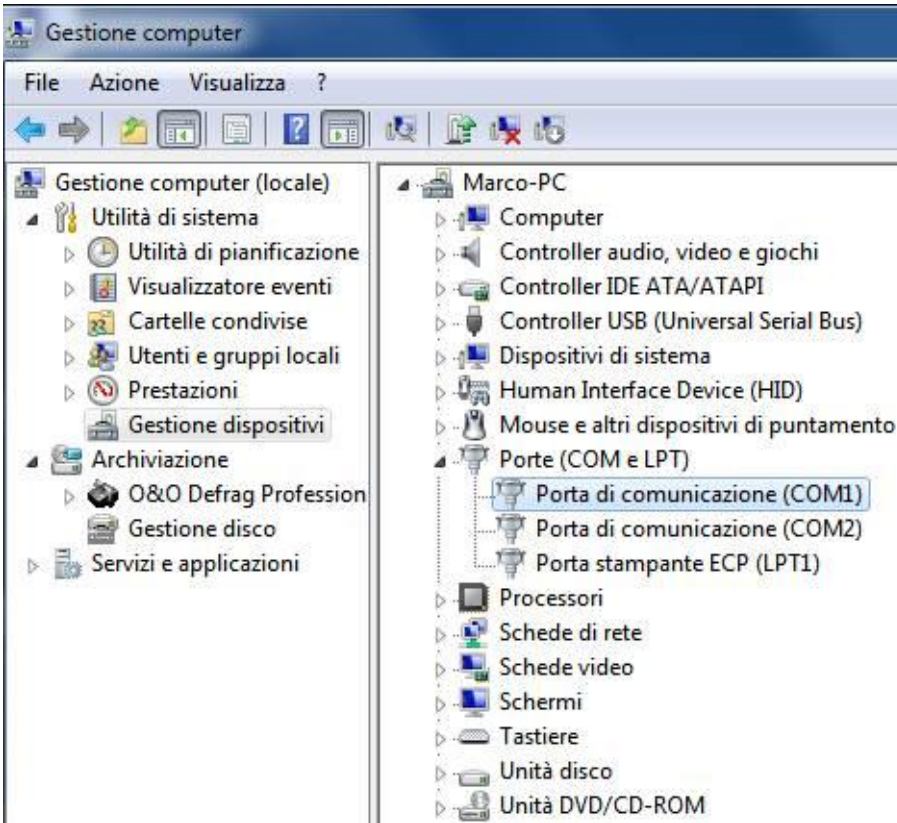 Gestione computer
File Azione Visualizza ?
Gestione computer (locale)
Utilità di sistema
Utilità di pianificazione
Visualizzatore eventi
Cartelle condivise
Utenti e gruppi locali
Prestazioni
Gestione dispositivi
Archiviazione
O&O Defrag Profession
Gestione disco
Servizi e applicazioni
Marco-PC
Computer
Controller audio, video e giochi
Controller IDE ATA/ATAPI
Controller USB (Universal Serial Bus)
Dispositivi di sistema
Human Interface Device (HID)
Mouse e altri dispositivi di puntamento
Porte (COM e LPT)
Porta di comunicazione (COM1)
Porta di comunicazione (COM2)
Porta stampante ECP (LPT1)
Processori
Schede di rete
Schede video
Schermi
Tastiere
Unità disco
Unità DVD/CD-ROM